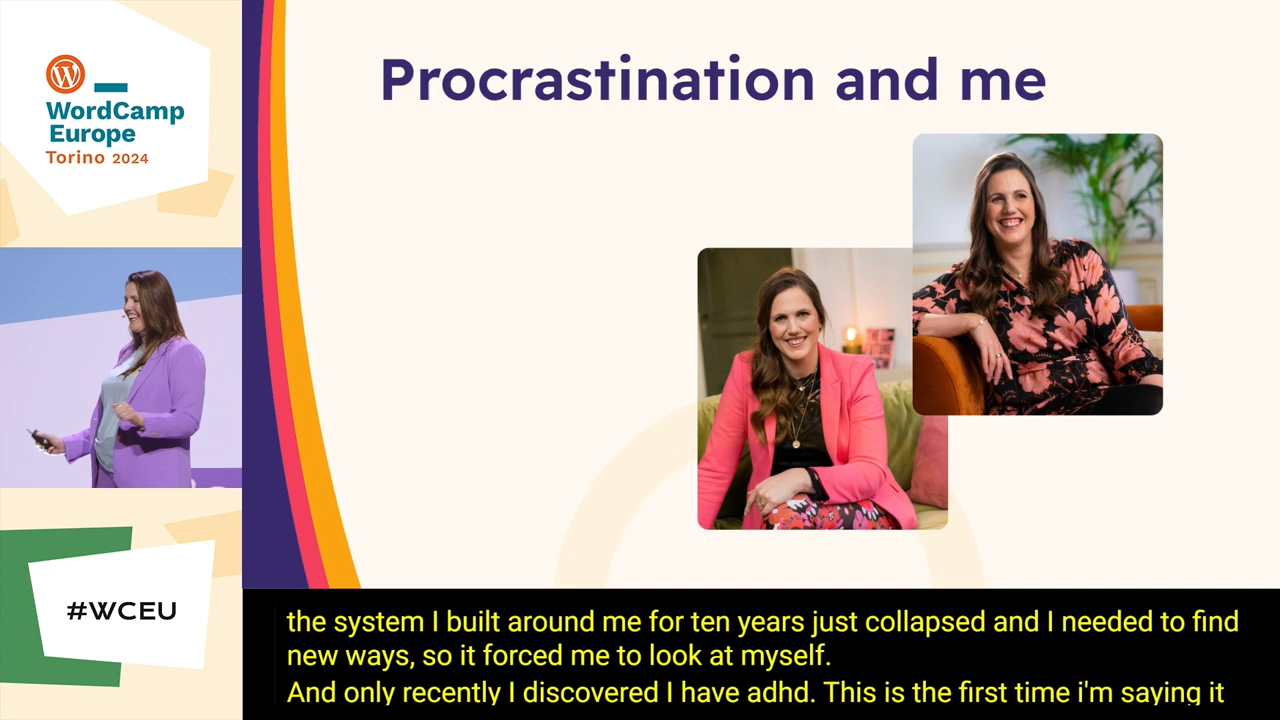 WordCamp
Europe
Torino 2024
Procrastination and me
#WCEU
the system I built around me for ten years just collapsed and I needed to find
new ways, so it forced me to look at myself.
And only recently I discovered I have adhd. This is the first time i'm saying it